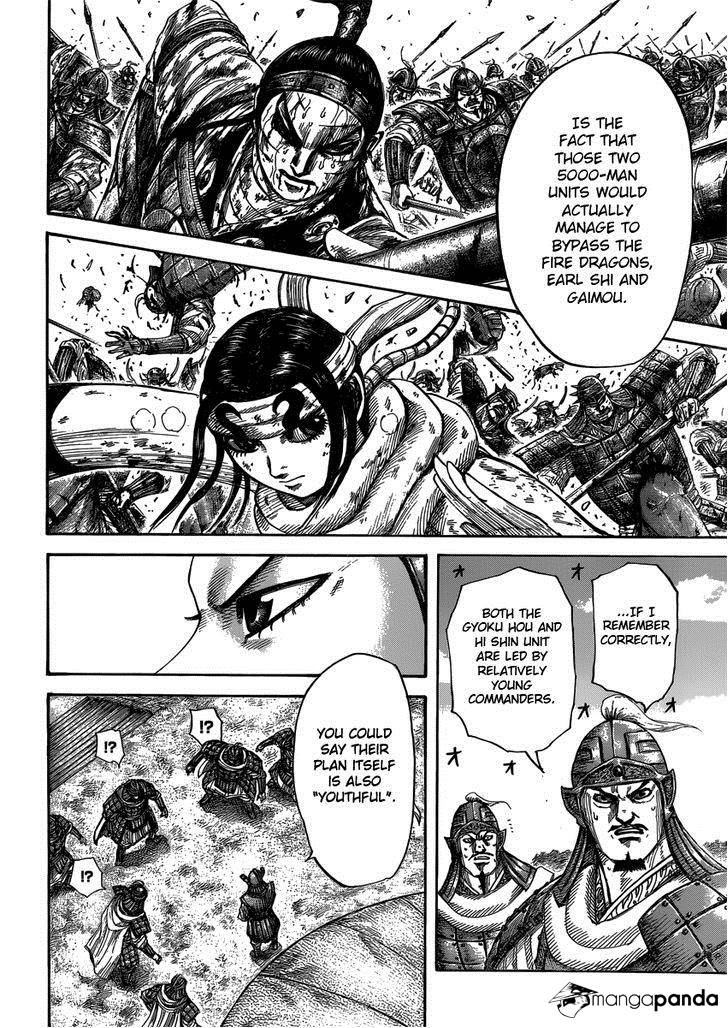 IS THE
FACT THAT
THOSE TWO
5000-MAN
UNITS WOULD
ACTUALLY
MANAGE TO
BYPASS THE
FIRE DRAGONS,
EARL SHI AND
GAIMOU.
...IF I
REMEMBER
CORRECTLY,
BOTH THE
GYOKU HOU AND
HI SHIN UNIT
ARE LED BY
RELATIVELY
YOUNG
COMMANDERS.
YOU COULD
SAY THEIR
PLAN ITSELF
IS ALSO
"YOUTHFUL".
!?
!?
!?
mangapanda